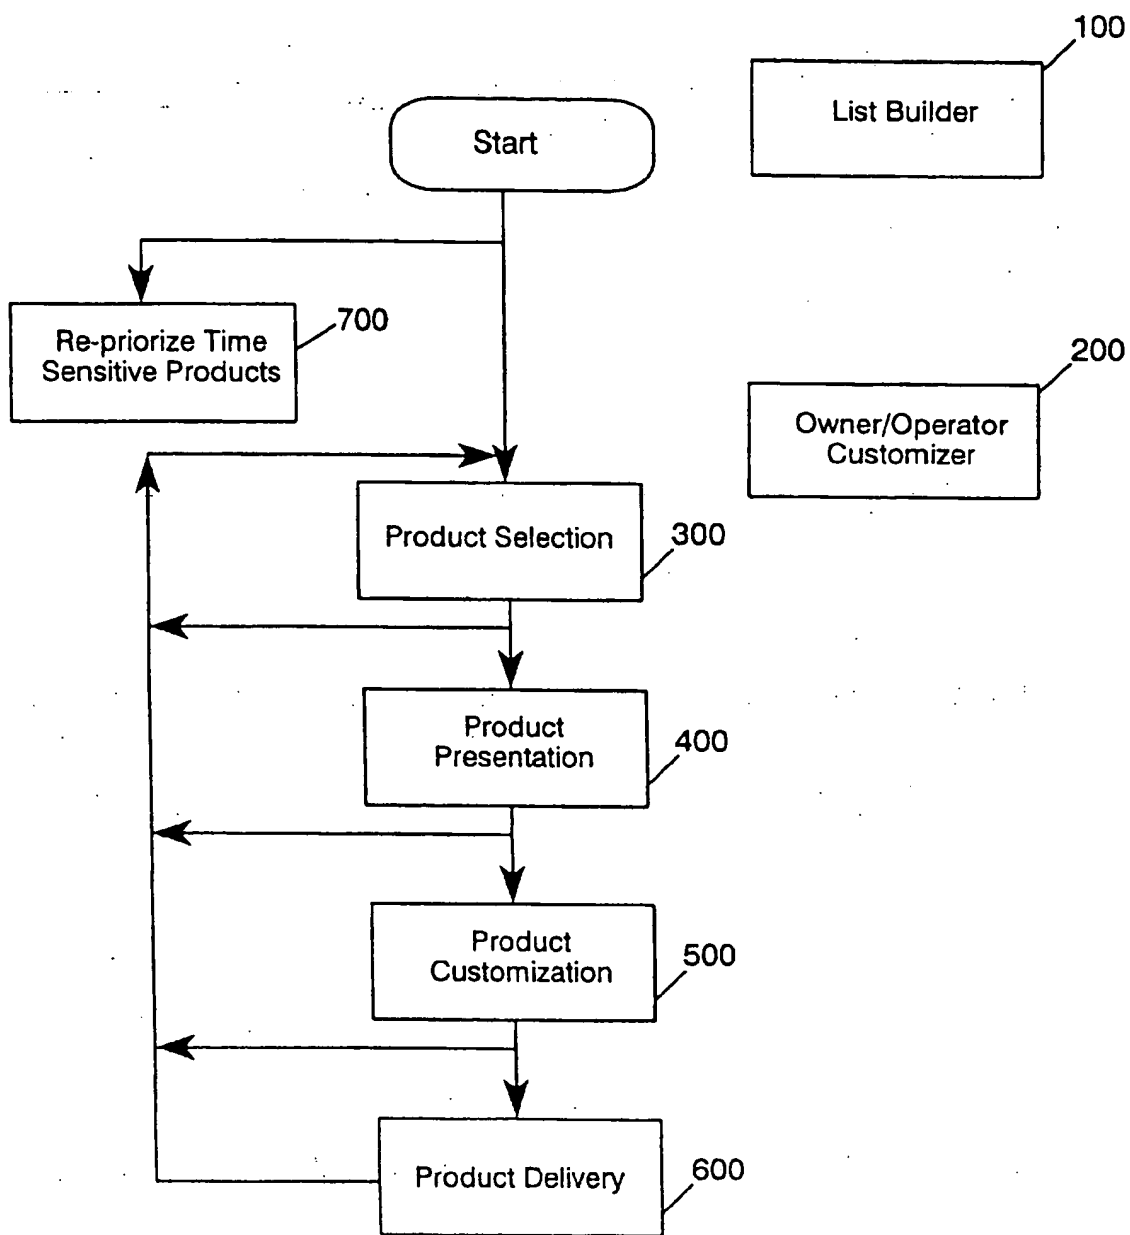 100
List Builder
Start
700
Re-priorize Time
Sensitive Products
200
Owner/Operator
Customizer
Product Selection
300
Product
Presentation
400
Product
Customization
500
Product Delivery
600